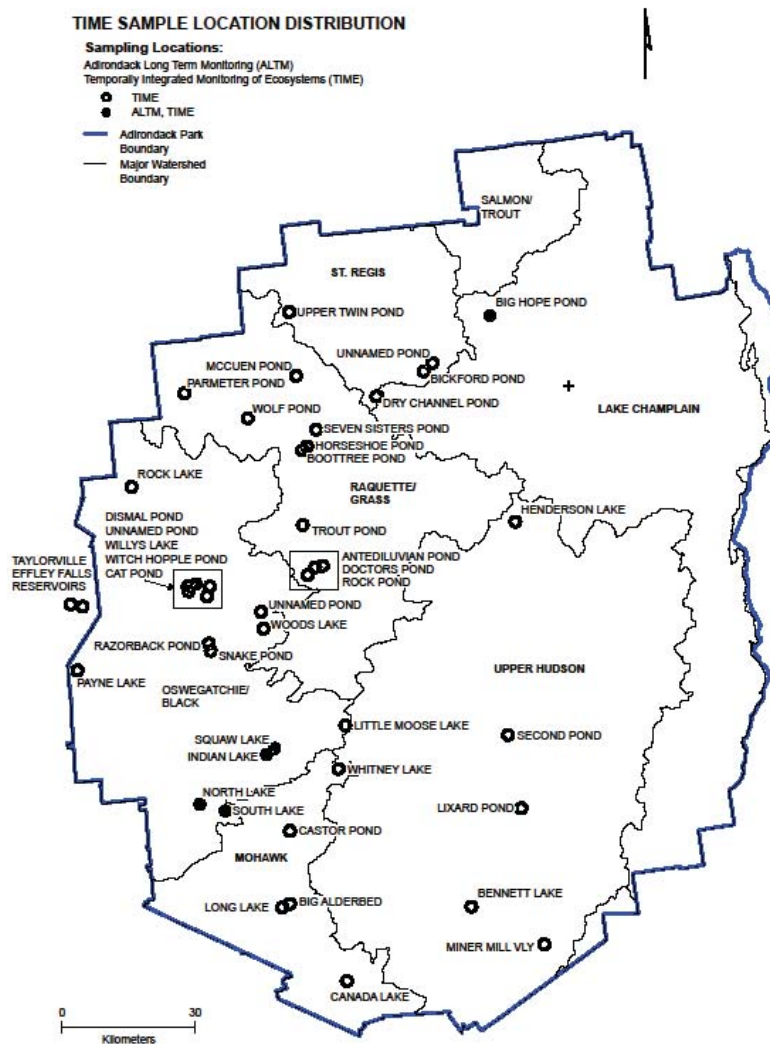 TIME SAMPLE LOCATION DISTRIBUTION
Sampling Locations:
Adirondack Long Term Monitoring (ALTM)
Temporally Integrated Monitoring of Ecosystems (TIME)
TIME
ALTM, TIME
Adirondack Park
Boundary
Major Watershed
Boundary
SALMON/
TROUT
ST. REGIS
BIG HOPE POND
UPPER TWIN POND
UNNAMED POND
BICKFORD POND
MCCUEN POND
PARMETER POND
DRY CHANNEL POND
LAKE CHAMPLAIN
WOLF POND
SEVEN SISTERS POND
HORSESHOE POND
BOOTTREE POND
ROCK LAKE
RAQUETTE/
GRASS
HENDERSON LAKE
DISMAL POND
UNNAMED POND
WILLYS LAKE
WITCH HOPPLE POND
CAT POND
TROUT POND
TAYLORVILLE
EFFLEY FALLS
RESERVOIRS
ANTEDILUVIAN POND
DOCTORS POND
ROCK POND
UNNAMED POND
WOODS LAKE
RAZORBACK POND
SNAKE POND
PAYNE LAKE
UPPER HUDSON
OSWEGATCHIE/
BLACK
LITTLE MOOSE LAKE
SECOND POND
SQUAW LAKE
INDIAN LAKE
WHITNEY LAKE
NORTH LAKE
SOUTH LAKE
LIXARD POND
CASTOR POND
MOHAWK
BENNETT LAKE
LONG LAKE
BIG ALDERBED
MINER MILL VLY
CANADA LAKE
0 30
Kilometers